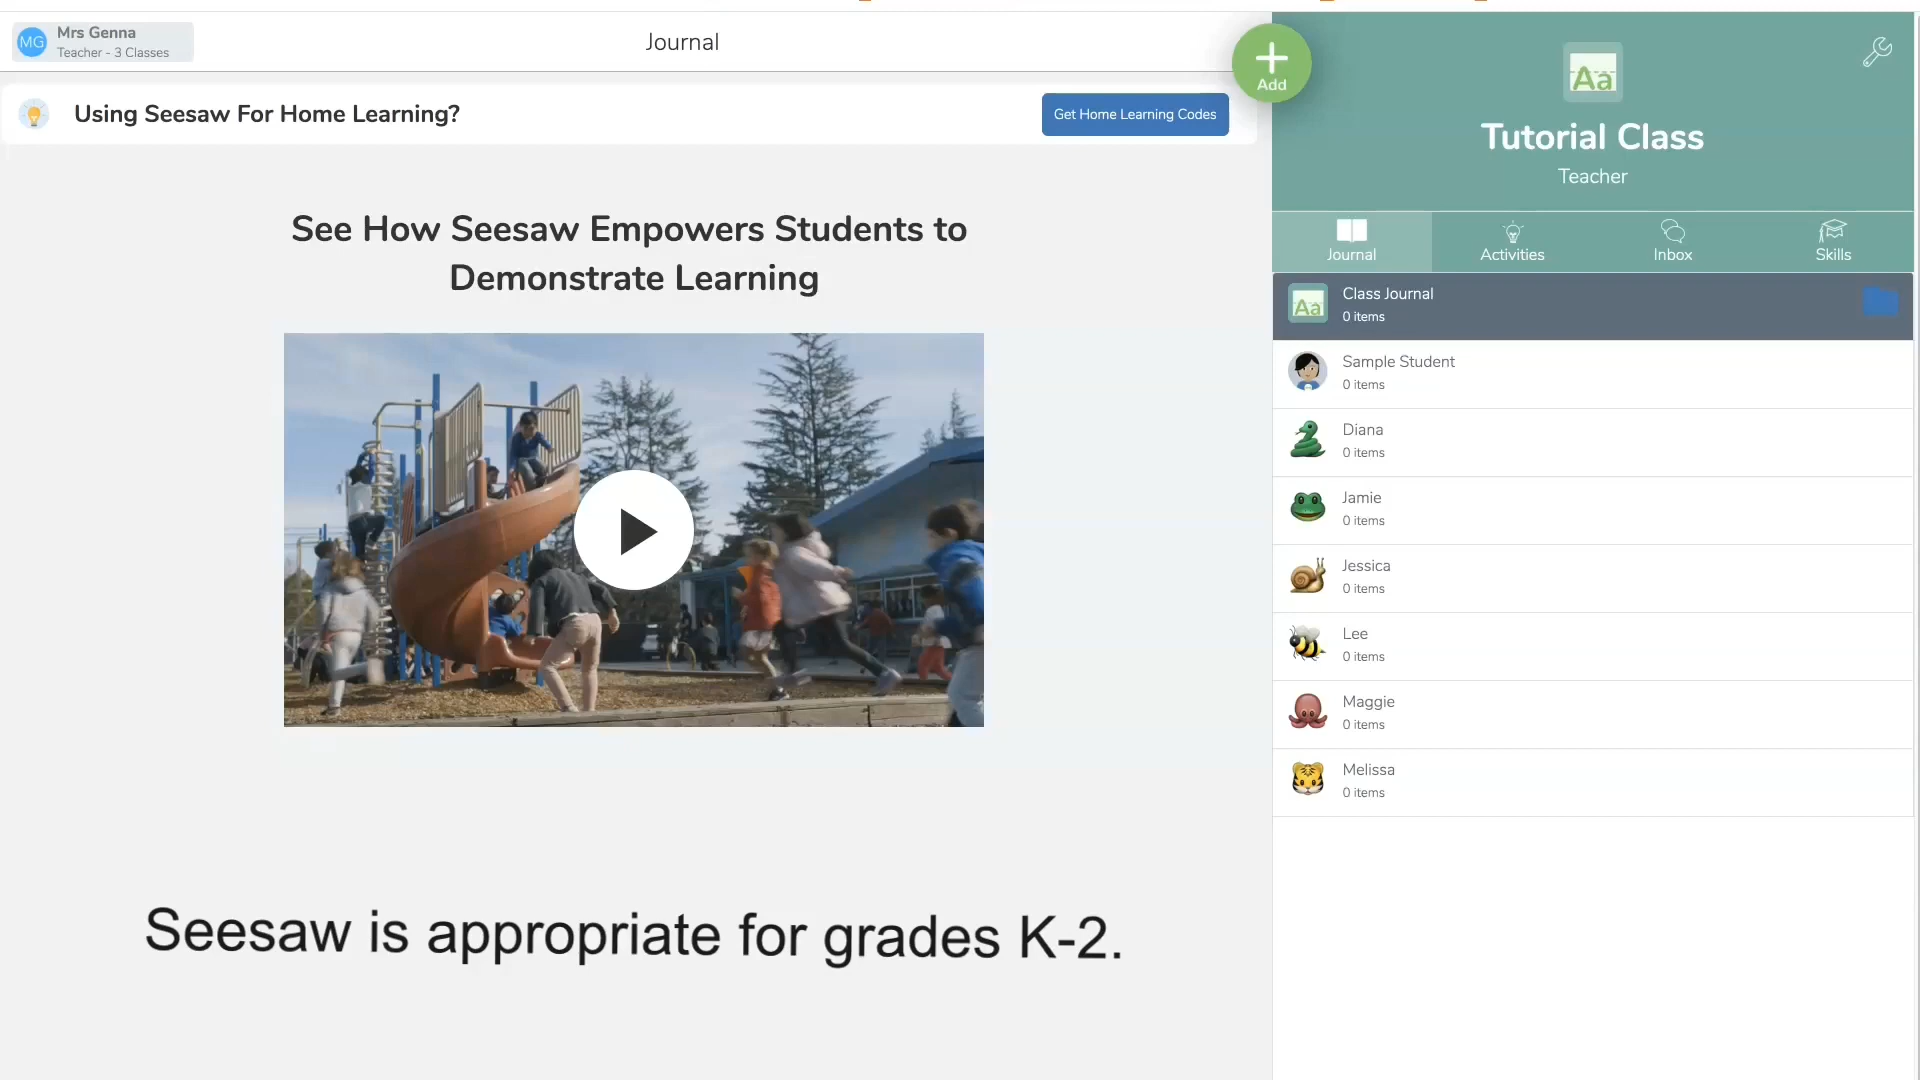 MG
Mrs Genna
Teacher - 3 Classes
Journal
Add
Using Seesaw For Home Learning?
Get Home Learning Codes
See How Seesaw Empowers Students to
Demonstrate Learning
Seesaw is appropriate for grades K-2.
Aa
Tutorial Class
Teacher
Journal
Activities
Inbox
Skills
Aa
Class Journal
0 items
Sample Student
0 items
Diana
0 items
Jamie
0 items
Jessica
0 items
Lee
0 items
Maggie
0 items
Melissa
0 items